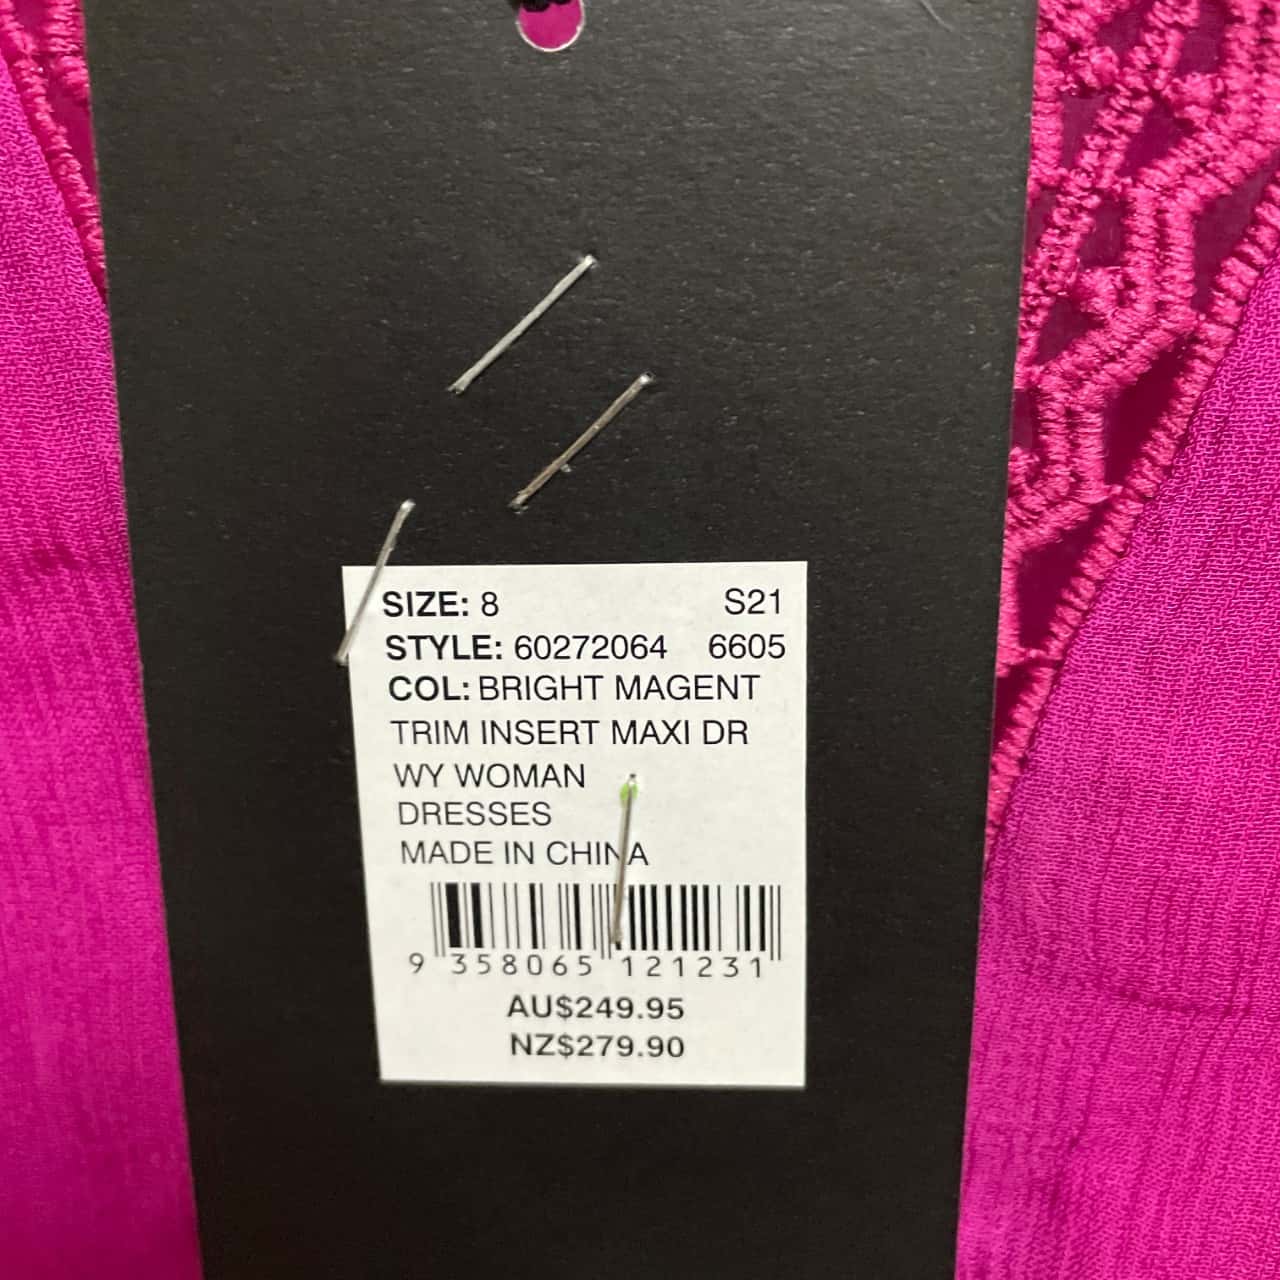 SIZE: 8 S21
STYLE: 60272064 6605
COL: BRIGHT MAGENT
TRIM INSERT MAXI DR
WY WOMAN
DRESSES
MADE IN CHINA
9 358065 121231
AU$249.95
NZ$279.90